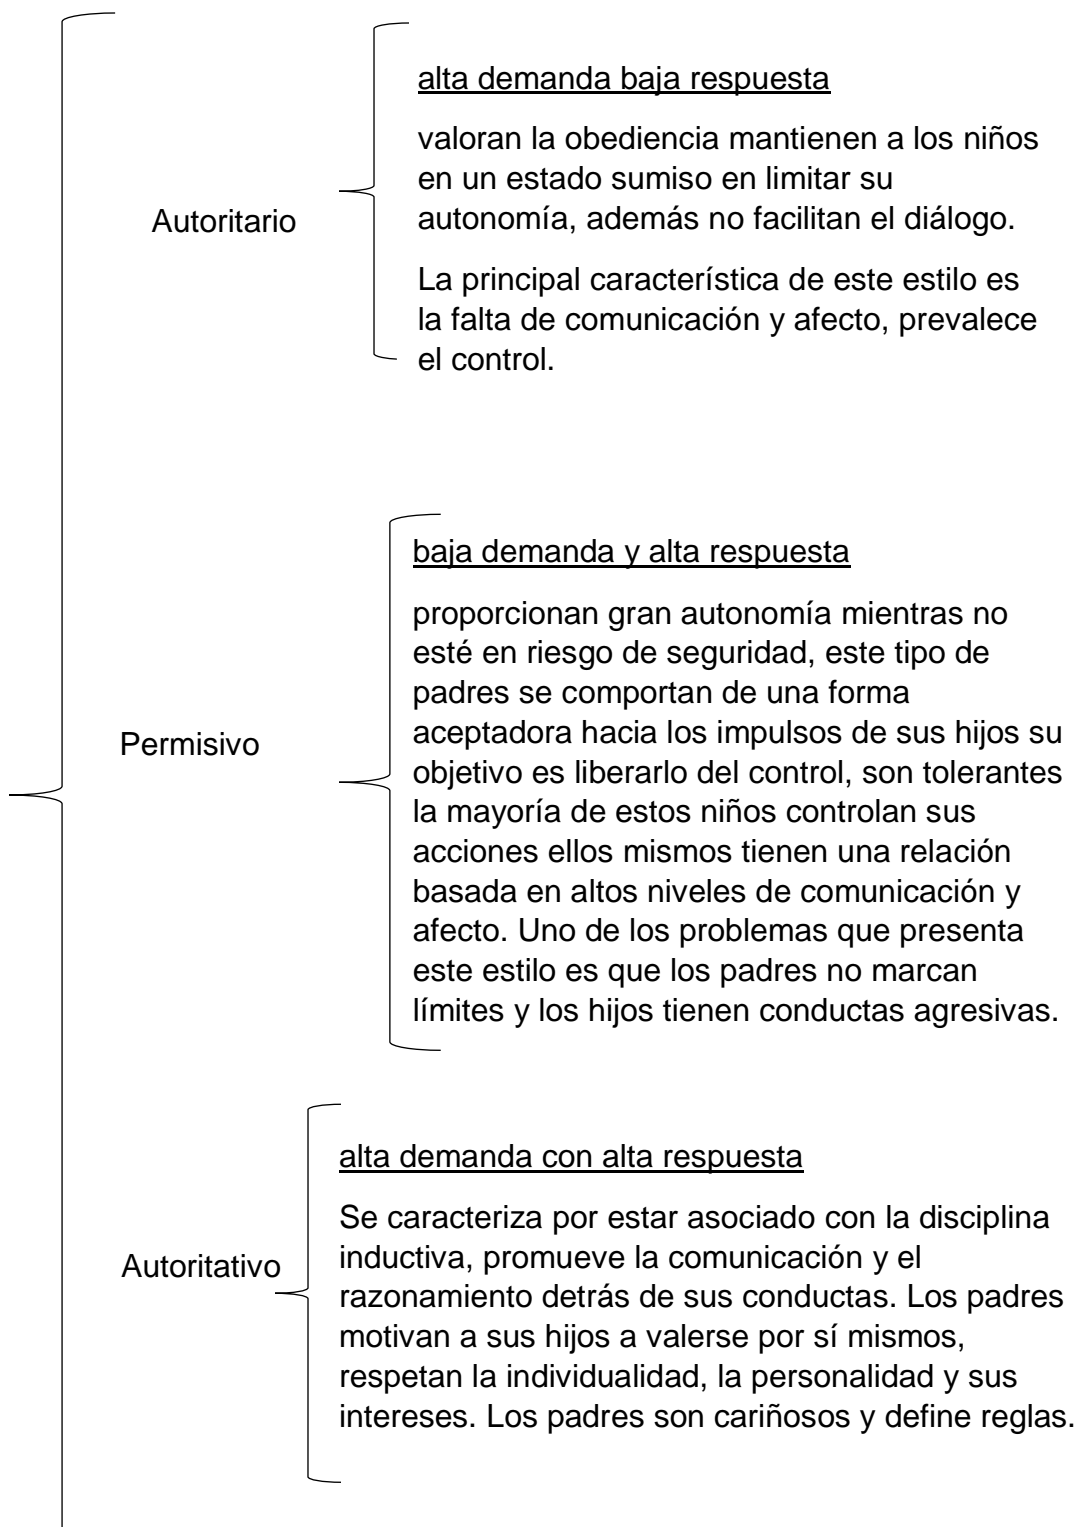 alta demanda baja respuesta
valoran la obediencia mantienen a los niños
en un estado sumiso en limitar su
autonomía, además no facilitan el diálogo.
Autoritario
La principal característica de este estilo es
la falta de comunicación y afecto, prevalece
el control.
baja demanda y alta respuesta
proporcionan gran autonomía mientras no
esté en riesgo de seguridad, este tipo de
padres se comportan de una forma
aceptadora hacia los impulsos de sus hijos su
Permisivo
objetivo es liberarlo del control, son tolerantes
la mayoría de estos niños controlan sus
acciones ellos mismos tienen una relación
basada en altos niveles de comunicación y
afecto. Uno de los problemas que presenta
este estilo es que los padres no marcan
límites y los hijos tienen conductas agresivas.
alta demanda con alta respuesta
Se caracteriza por estar asociado con la disciplina
inductiva, promueve la comunicación y el
Autoritativo
razonamiento detrás de sus conductas. Los padres
motivan a sus hijos a valerse por sí mismos,
respetan la individualidad, la personalidad y sus
intereses. Los padres son cariñosos y define reglas.